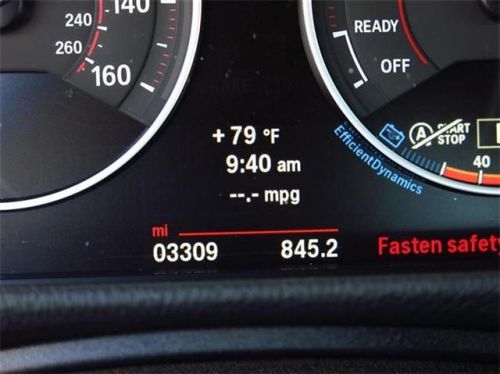 240
140
260
160
READY
OFF
+79 °F
9:40 am
--.- mpg
A START
STOP
EfficientDynamics
40
mi
03309 845.2
Fasten safety